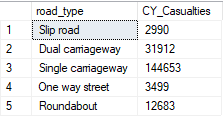 road_type CY_Casualties
1 Slip road 2990
2 Dual carriageway 31912
3 Single carriageway 144653
4 One way street 3499
5 Roundabout 12683